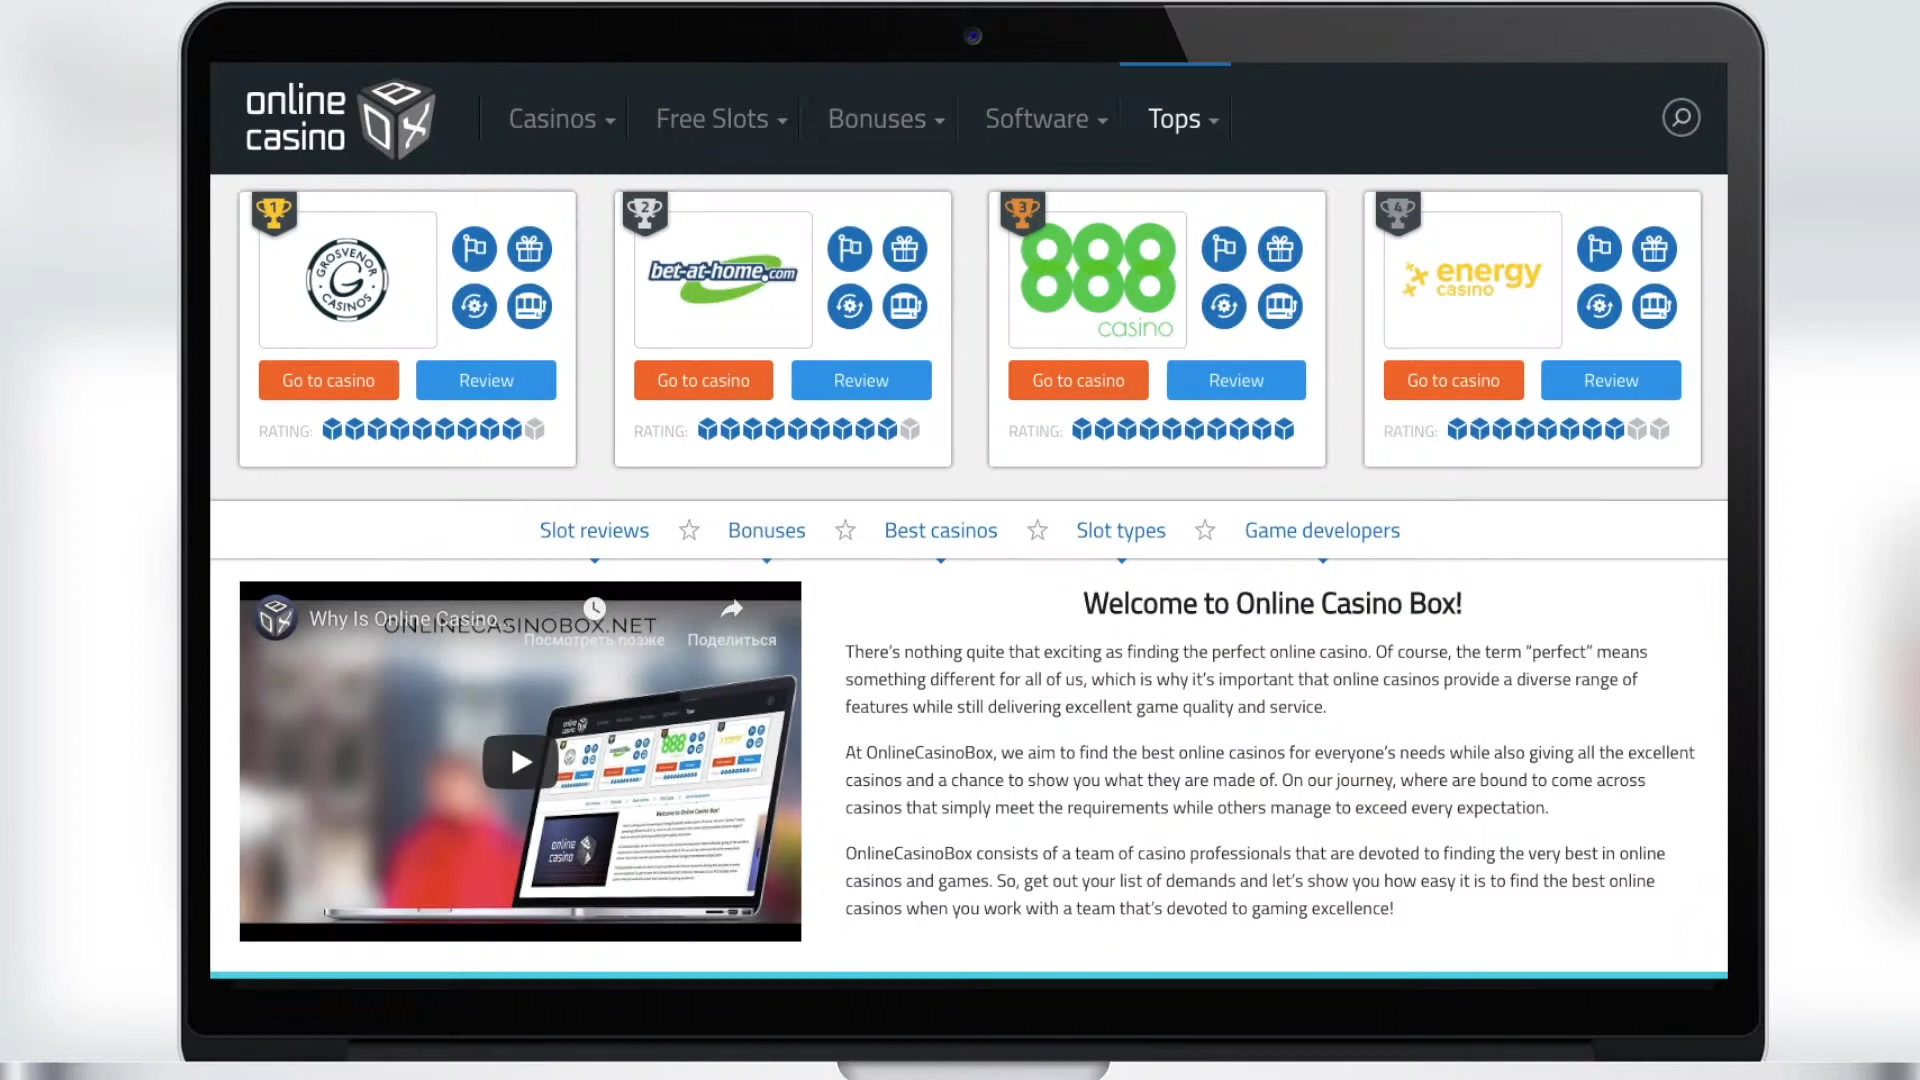 online
casino
BOX
Casinos
Free Slots
Bonuses
Software
Tops
1
2
3
4
GROSVENOR
G
CASINOS
bet-at-home.com
888
casino
energy
casino
Go to casino
Review
Go to casino
Review
Go to casino
Review
Go to casino
Review
RATING:
RATING:
RATING:
RATING:
Slot reviews
Bonuses
Best casinos
Slot types
Game developers
Why Is Online Casino...
ONLINECASINOBOX.NET
Посмотреть позже
Поделиться
888
online
casino
Welcome to Online Casino Box!
There's nothing quite that exciting as finding the perfect online casino. Of course, the term “perfect” means
something different for all of us, which is why it's important that online casinos provide a diverse range of
features while still delivering excellent game quality and service.
At OnlineCasinoBox, we aim to find the best online casinos for everyone's needs while also giving all the excellent
casinos and a chance to show you what they are made of. On our journey, where are bound to come across
casinos that simply meet the requirements while others manage to exceed every expectation.
OnlineCasinoBox consists of a team of casino professionals that are devoted to finding the very best in online
casinos and games. So, get out your list of demands and let's show you how easy it is to find the best online
casinos when you work with a team that's devoted to gaming excellence!